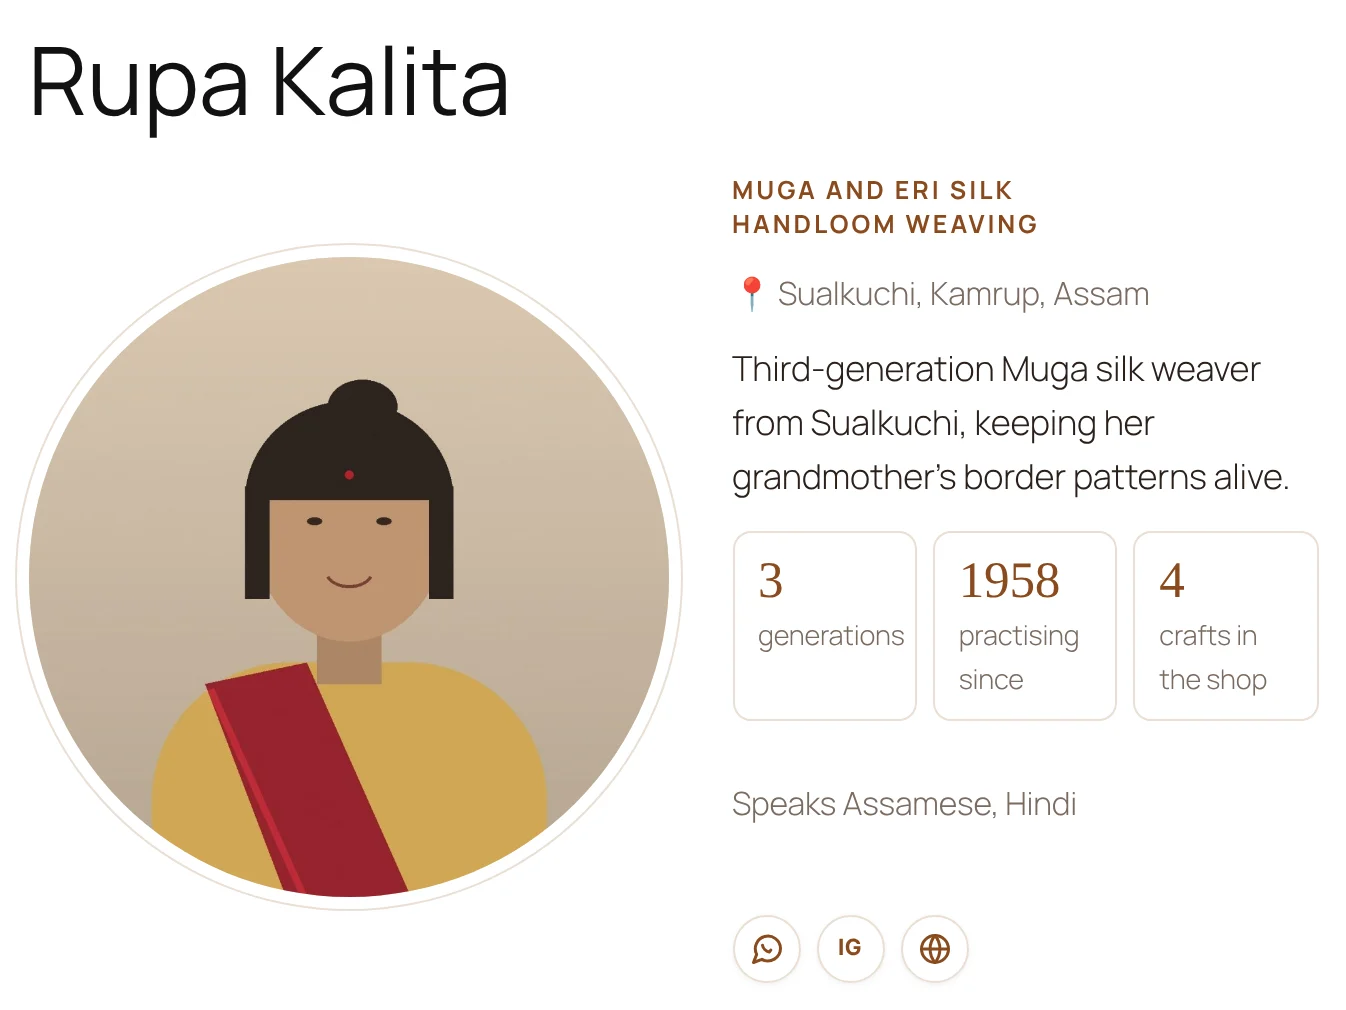 Rupa Kalita
MUGA AND ERI SILK
HANDLOOM WEAVING
Sualkuchi, Kamrup, Assam
Third-generation Muga silk weaver
from Sualkuchi, keeping her
grandmother’s border patterns alive.
3
generations
1958
practising
since
4
crafts in
the shop
Speaks Assamese, Hindi
IG